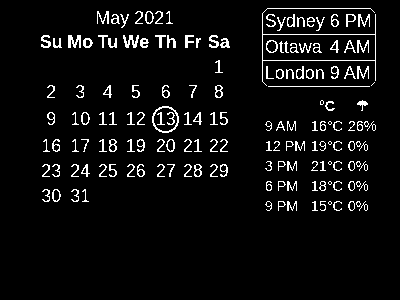 May 2021
Su Mo Tu We Th Fr Sa
1
2 3 4 5 6 7 8
9 10 11 12 13 14 15
16 17 18 19 20 21 22
23 24 25 26 27 28 29
30 31
Sydney 6 PM
Ottawa 4 AM
London 9 AM
°C ☂
9 AM 16°C 26%
12 PM 19°C 0%
3 PM 21°C 0%
6 PM 18°C 0%
9 PM 15°C 0%